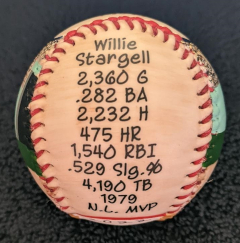 Willie
Stargell
2,360 G
.282 BA
2,232 H
475 HR
1,540 RBI
.529 Slg.%
4,190 TB
1979
N.L. MVP